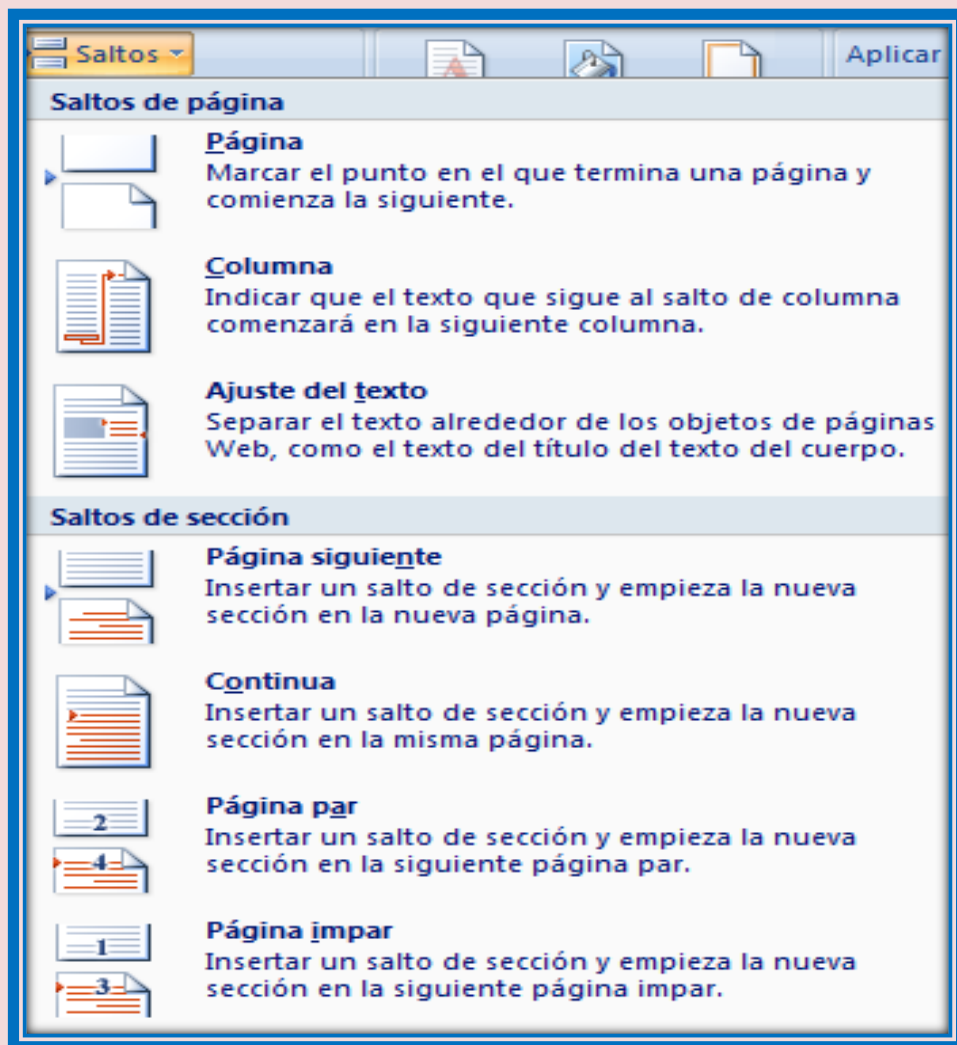 Saltos
Aplicar
Saltos de página
Página
Marcar el punto en el que termina una página y
comienza la siguiente.
Columna
Indicar que el texto que sigue al salto de columna
comenzará en la siguiente columna.
Ajuste del texto
Separar el texto alrededor de los objetos de páginas
Web, como el texto del título del texto del cuerpo.
Saltos de sección
Página siguiente
Insertar un salto de sección y empieza la nueva
sección en la nueva página.
Continua
Insertar un salto de sección y empieza la nueva
sección en la misma página.
Página par
2
4
Insertar un salto de sección y empieza la nueva
sección en la siguiente página par.
Página impar
1
3
Insertar un salto de sección y empieza la nueva
sección en la siguiente página impar.